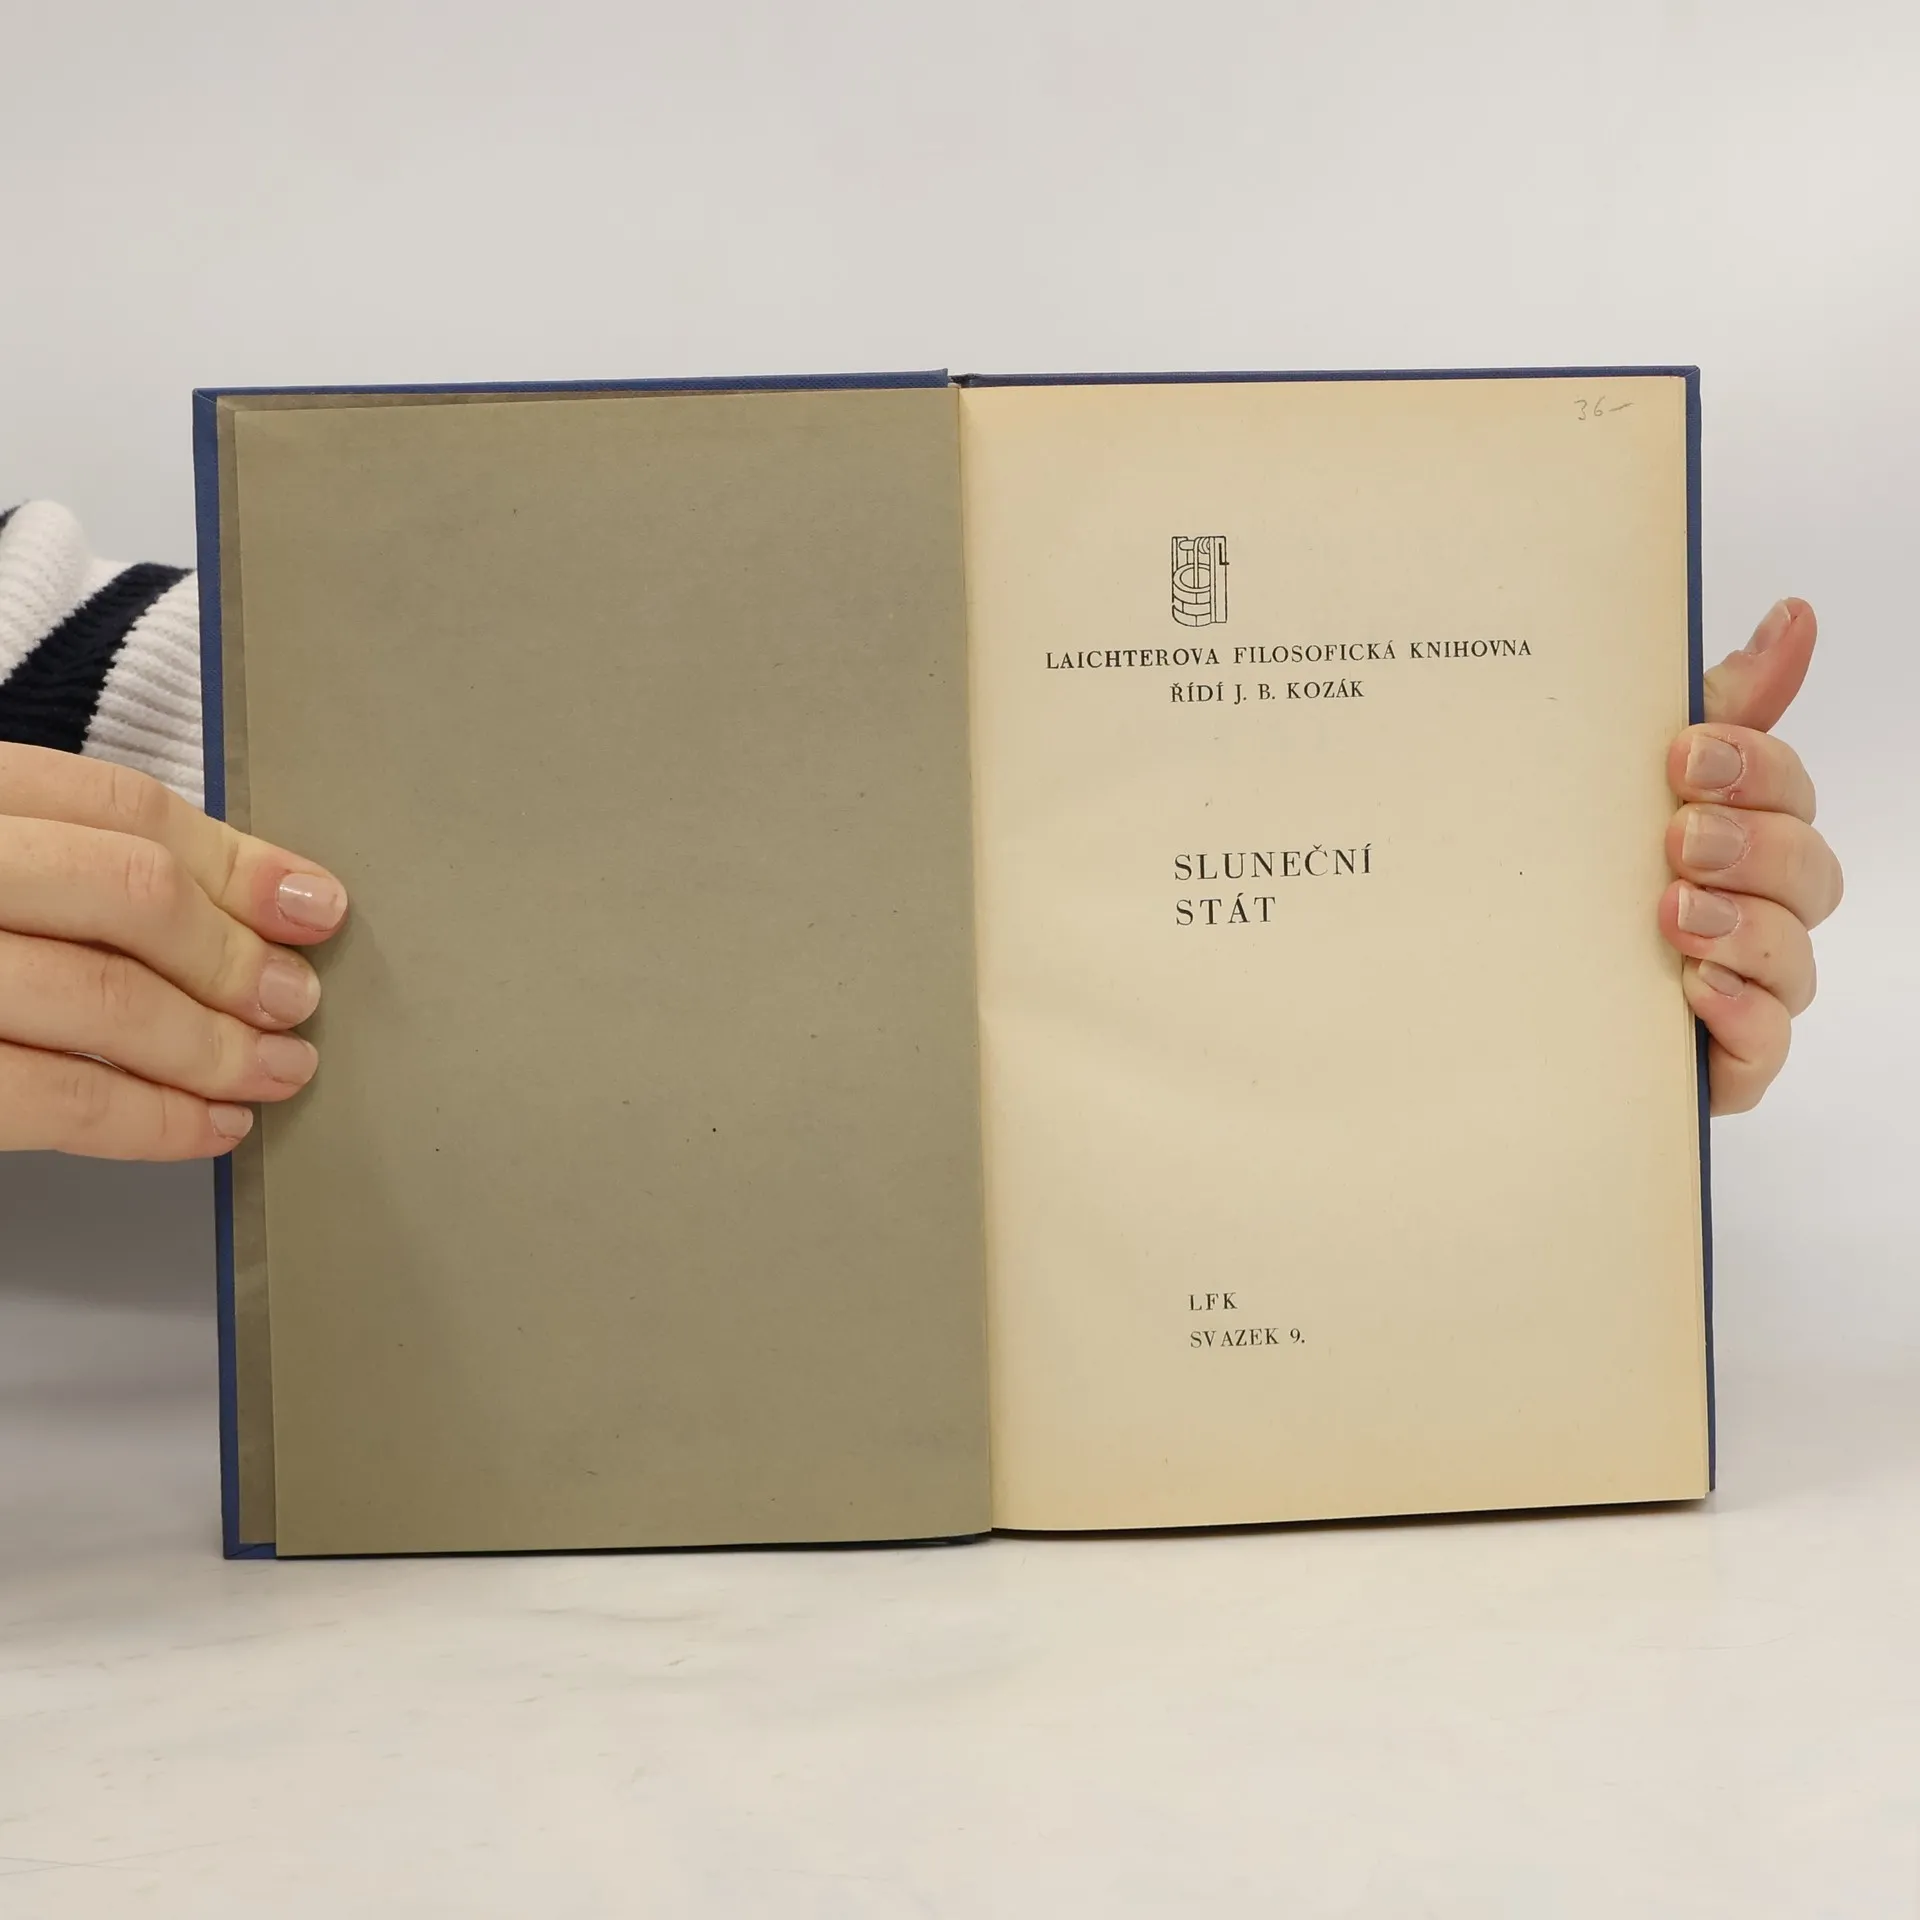 36—
L
LAICHTEROVA FILOSOFICKÁ KNIHOVNA
ŘÍDÍ J. B. KOZÁK
SLUNEČNÍ
STÁT
LFK
SVAZEK 9.